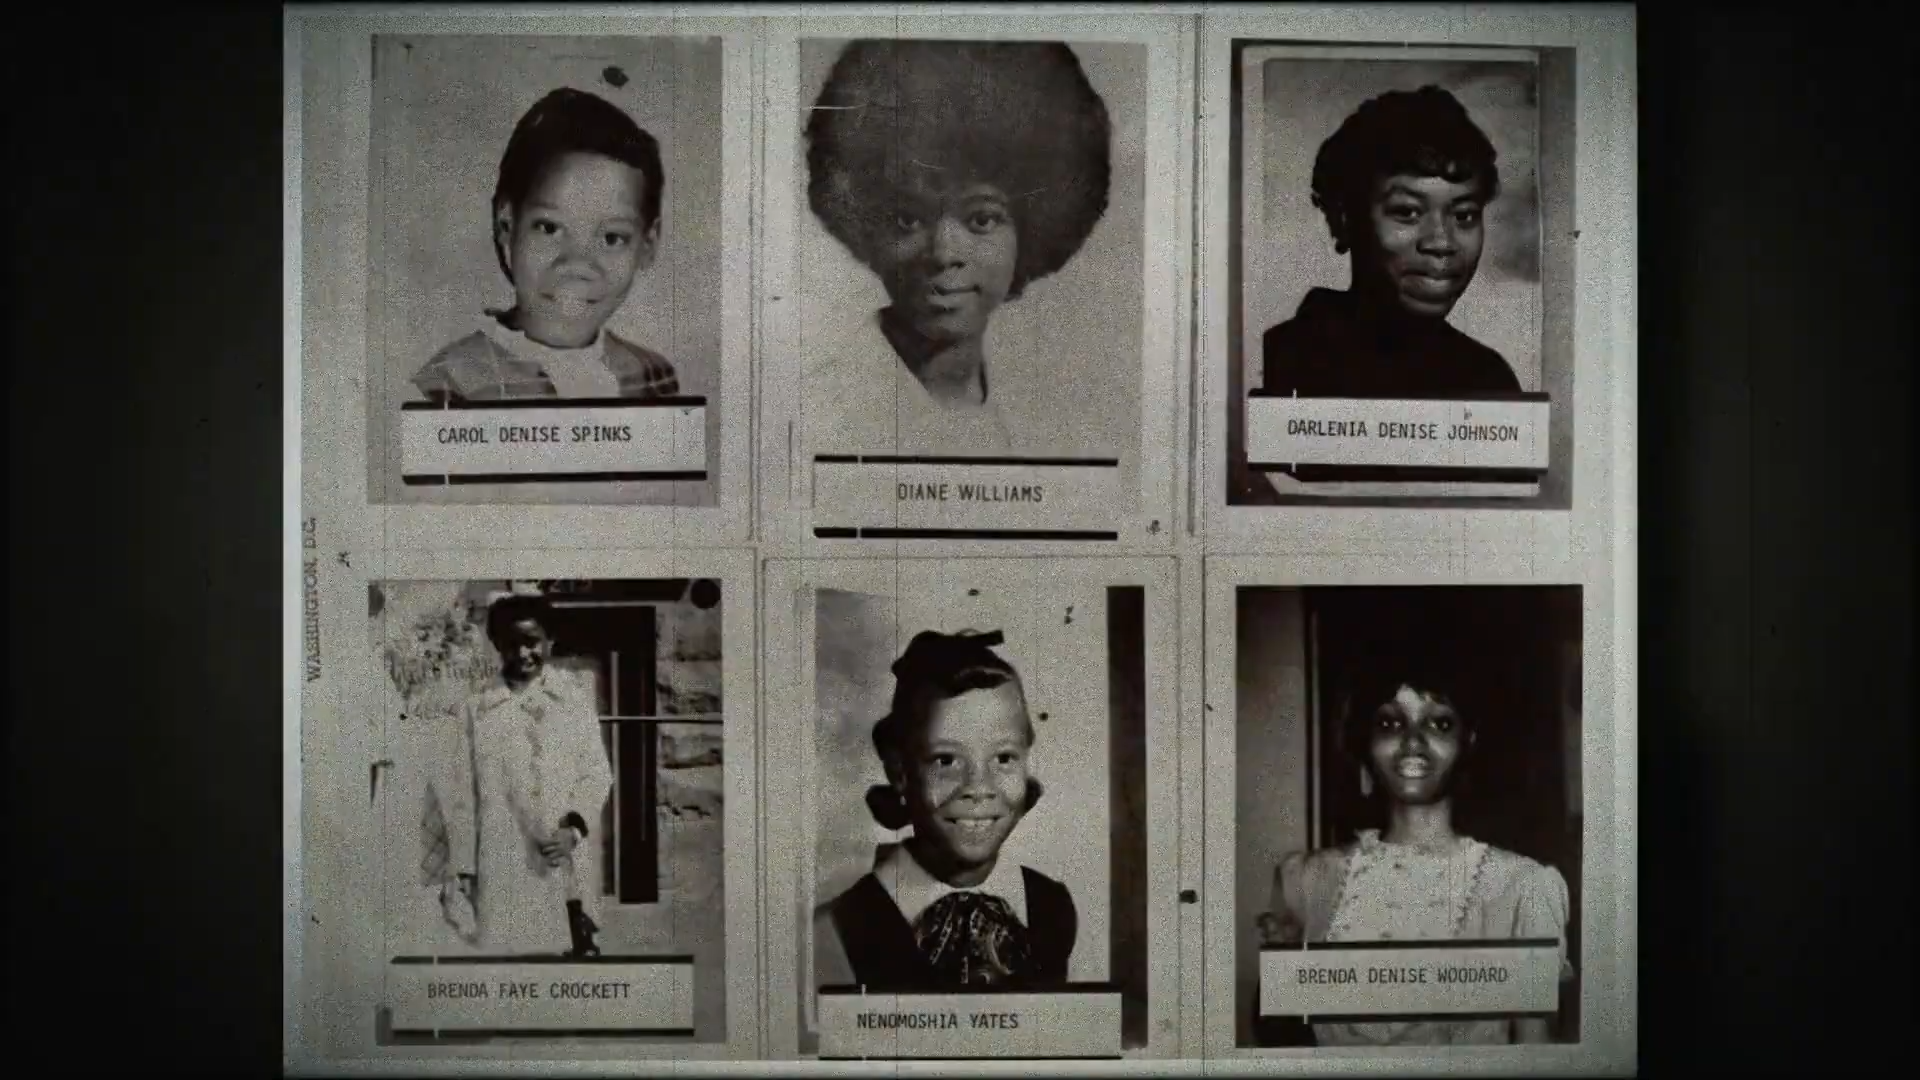 CAROL DENISE SPINKS
DIANE WILLIAMS
DARLENIA DENISE JOHNSON
WASHINGTON, D.C.
BRENDA FAYE CROCKETT
NENOMOSHIA YATES
BRENDA DENISE WOODARD